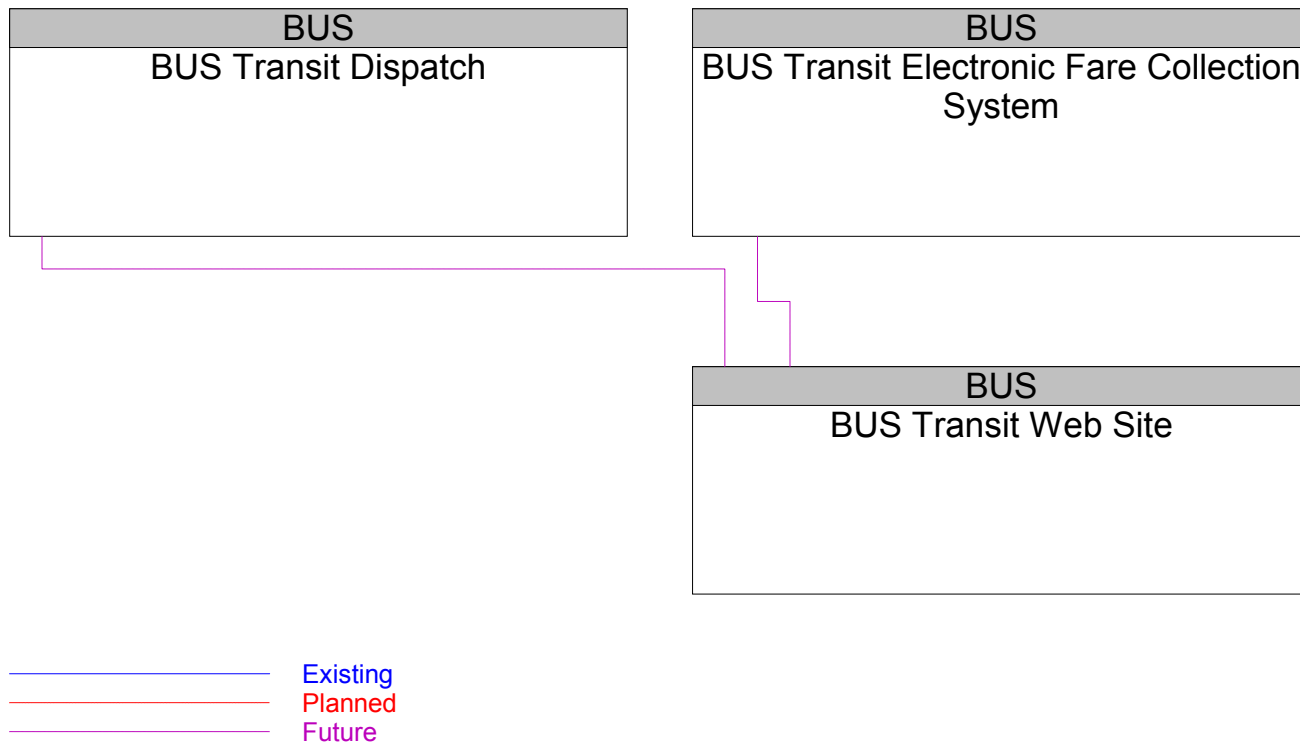 BUS
BUS Transit Dispatch
BUS
BUS Transit Electronic Fare Collection
System
BUS
BUS Transit Web Site
Existing
Planned
Future